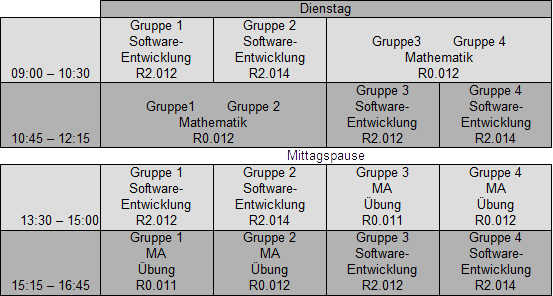 Dienstag
09:00 – 10:30
Gruppe 1
Software-
Entwicklung
R2.012
Gruppe 2
Software-
Entwicklung
R2.014
Gruppe3 Gruppe 4
Mathematik
R0.012
10:45 – 12:15
Gruppe1 Gruppe 2
Mathematik
R0.012
Gruppe 3
Software-
Entwicklung
R2.012
Gruppe 4
Software-
Entwicklung
R2.014
Mittagspause
13:30 – 15:00
Gruppe 1
Software-
Entwicklung
R2.012
Gruppe 2
Software-
Entwicklung
R2.014
Gruppe 3
MA
Übung
R0.011
Gruppe 4
MA
Übung
R0.012
15:15 – 16:45
Gruppe 1
MA
Übung
R0.011
Gruppe 2
MA
Übung
R0.012
Gruppe 3
Software-
Entwicklung
R2.012
Gruppe 4
Software-
Entwicklung
R2.014